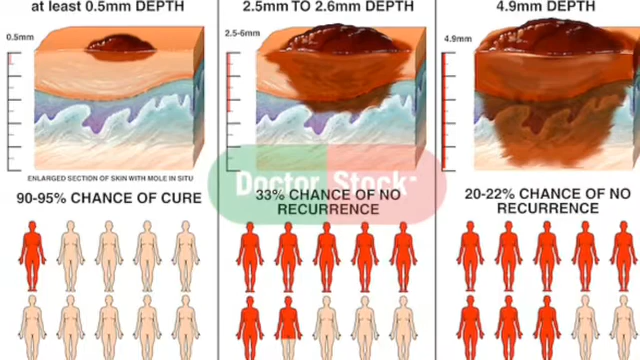 at least 0.5mm DEPTH
0.5mm
ENLARGED SECTION OF SKIN WITH MOLE IN SITU
90-95% CHANCE OF CURE
2.5mm TO 2.6mm DEPTH
2.5-6mm
Doctor Stock
33% CHANCE OF NO
RECURRENCE
4.9mm DEPTH
4.9mm
20-22% CHANCE OF NO
RECURRENCE